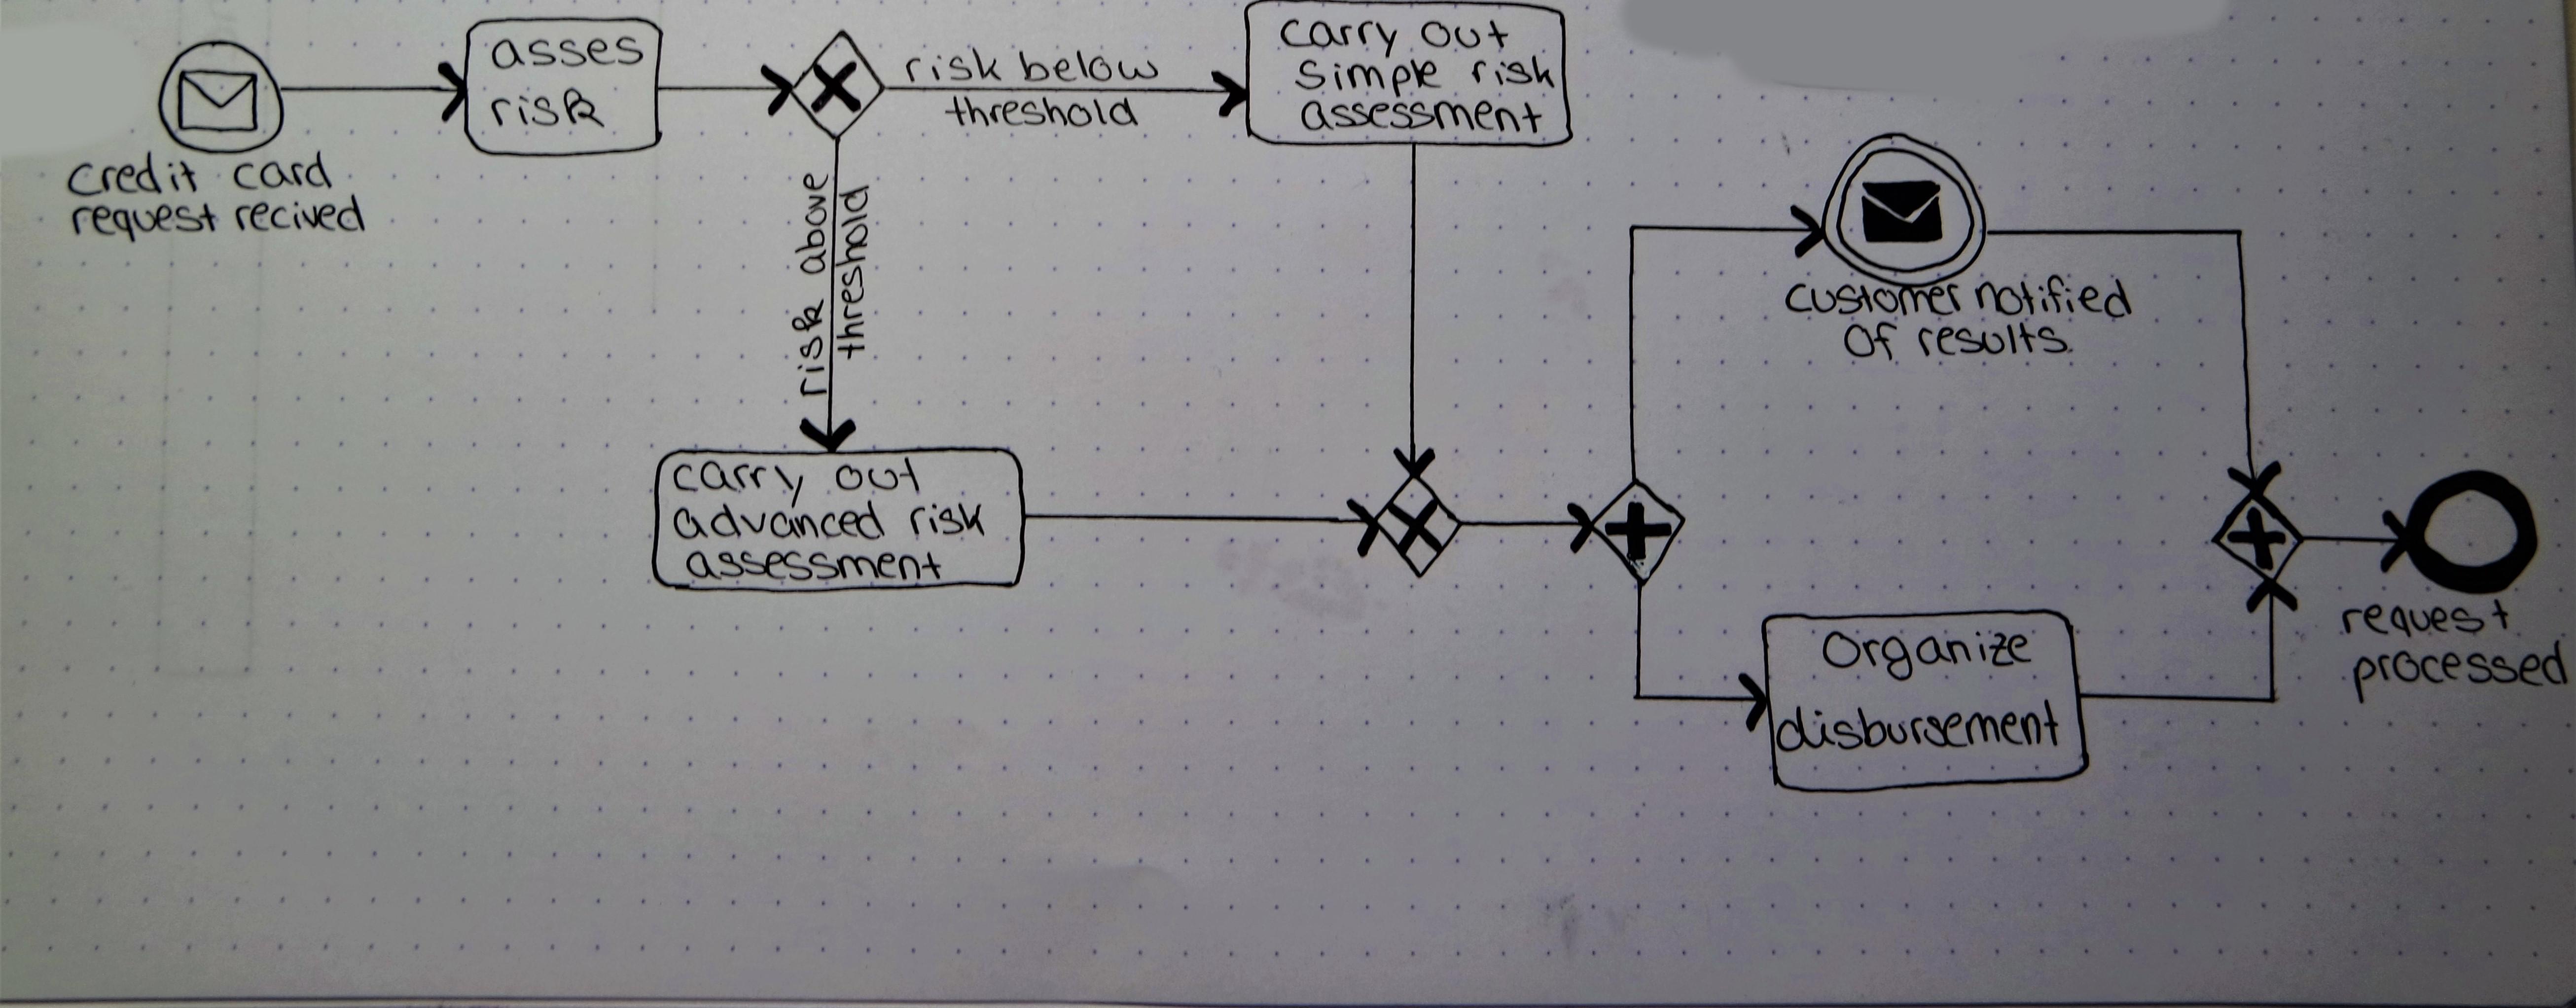 asses
risk
credit card
request recived
risk below
threshold
carry out
simple risk
assessment
risk above
threshold
carry out
advanced risk
assessment
customer notified
of results.
Organize
disbursement
request
processed